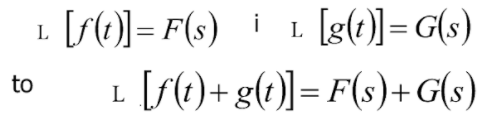 L [f(t)] = F(s) i L [g(t)] = G(s)
to L [f(t) + g(t)] = F(s) + G(s)